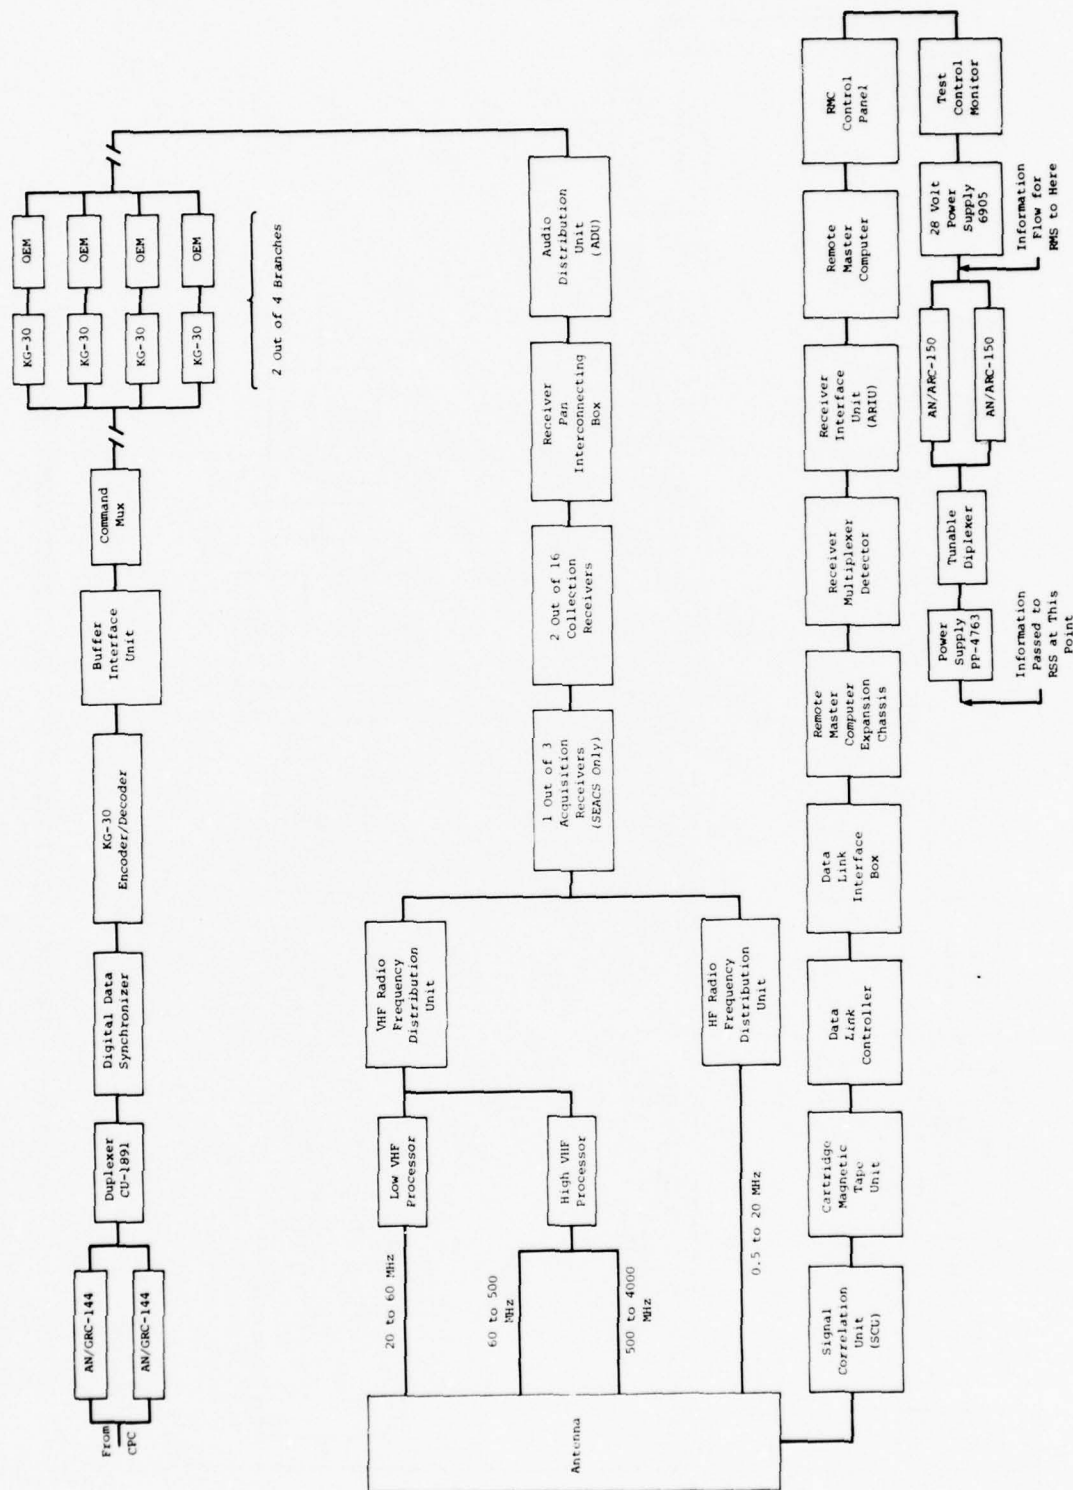 From
CPC
AN/GRC-144
AN/GRC-144
Duplexer
CU-1891
Digital Data
Synchronizer
KG-30
Encoder/Decoder
Buffer
Interface
Unit
Command
Mux
KG-30
OEM
KG-30
OEM
KG-30
OEM
KG-30
OEM
2 Out of 4 Branches
Antenna
20 to 60 MHz
60 to 500
MHz
500 to 4000
MHz
0.5 to 20 MHz
Low VHF
Processor
High VHF
Processor
VHF Radio
Frequency
Distribution
Unit
HF Radio
Frequency
Distribution
Unit
1 Out of 3
Acquisition
Receivers
(SEACS Only)
2 Out of 16
Collection
Receivers
Receiver
Pan
Interconnecting
Box
Audio
Distribution
Unit
(ADU)
Signal
Correlation
Unit
(SCU)
Cartridge
Magnetic
Tape
Unit
Data
Link
Controller
Data
Link
Interface
Box
Remote
Master
Computer
Expansion
Chassis
Receiver
Multiplexer
Detector
Receiver
Interface
Unit
(ARIU)
Remote
Master
Computer
RMC
Control
Panel
Power
Supply
PP-4763
Tunable
Diplexer
AN/ARC-150
AN/ARC-150
28 Volt
Power
Supply
6905
Test
Control
Monitor
Information
Passed to
RSS at This
Point
Information
Flow for
RMS to Here